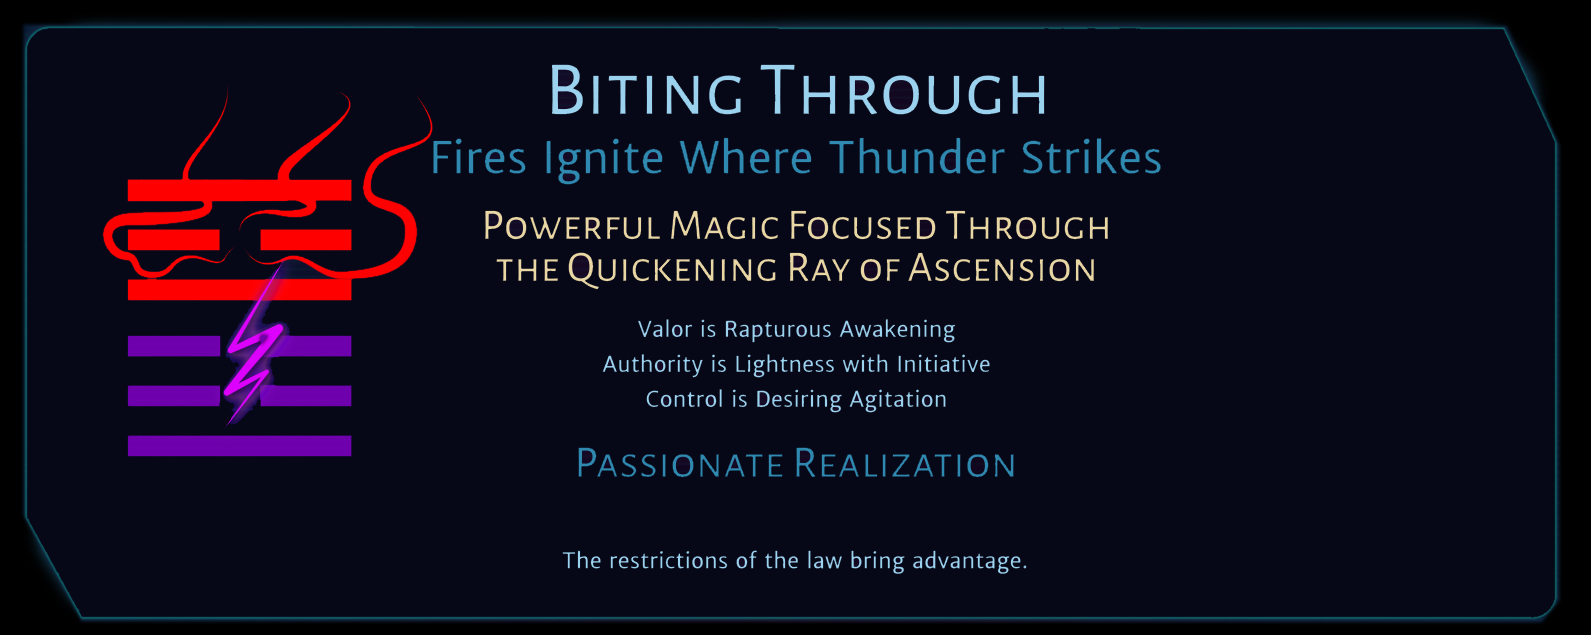 Biting Through
Fires Ignite Where Thunder Strikes
Powerful Magic Focused Through
the Quickening Ray of Ascension
Valor is Rapturous Awakening
Authority is Lightness with Initiative
Control is Desiring Agitation
Passionate Realization
The restrictions of the law bring advantage.